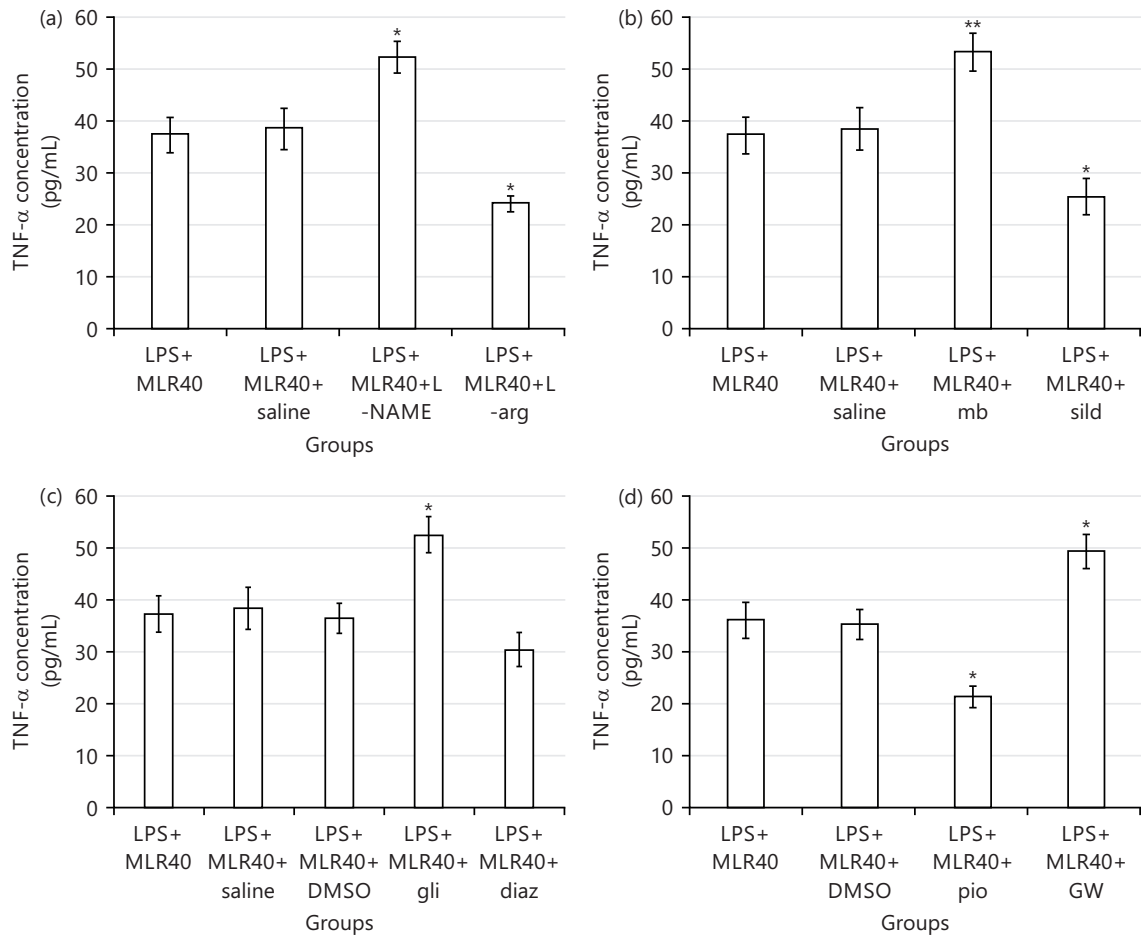 (a)
TNF-α concentration
(pg/mL)
60
50
40
30
20
10
0
*
*
LPS+ LPS+ LPS+ LPS+
MLR40 MLR40+ MLR40+L MLR40+L
saline -NAME -arg
Groups
(b)
TNF-α concentration
(pg/mL)
60
50
40
30
20
10
0
**
*
LPS+ LPS+ LPS+ LPS+
MLR40 MLR40+ MLR40+ MLR40+
saline mb sild
Groups
(c)
TNF-α concentration
(pg/mL)
60
50
40
30
20
10
0
*
LPS+ LPS+ LPS+ LPS+ LPS+
MLR40 MLR40+ MLR40+ MLR40+ MLR40+
saline DMSO gli diaz
Groups
(d)
TNF-α concentration
(pg/mL)
60
50
40
30
20
10
0
*
*
LPS+ LPS+ LPS+ LPS+
MLR40 MLR40+ MLR40+ MLR40+
DMSO pio GW
Groups